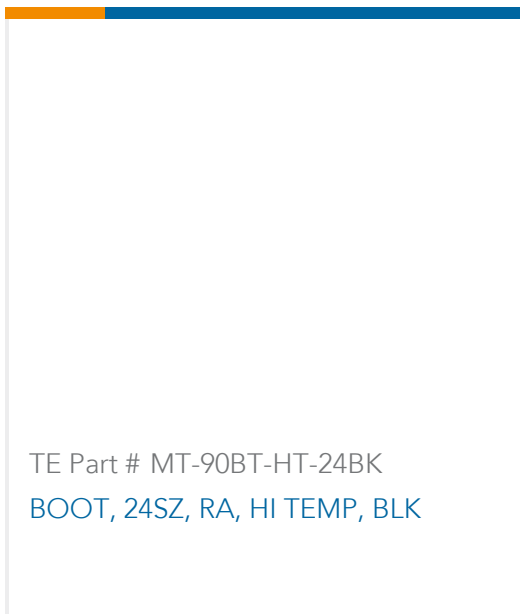 TE Part # MT-90BT-HT-24BK
BOOT, 24SZ, RA, HI TEMP, BLK